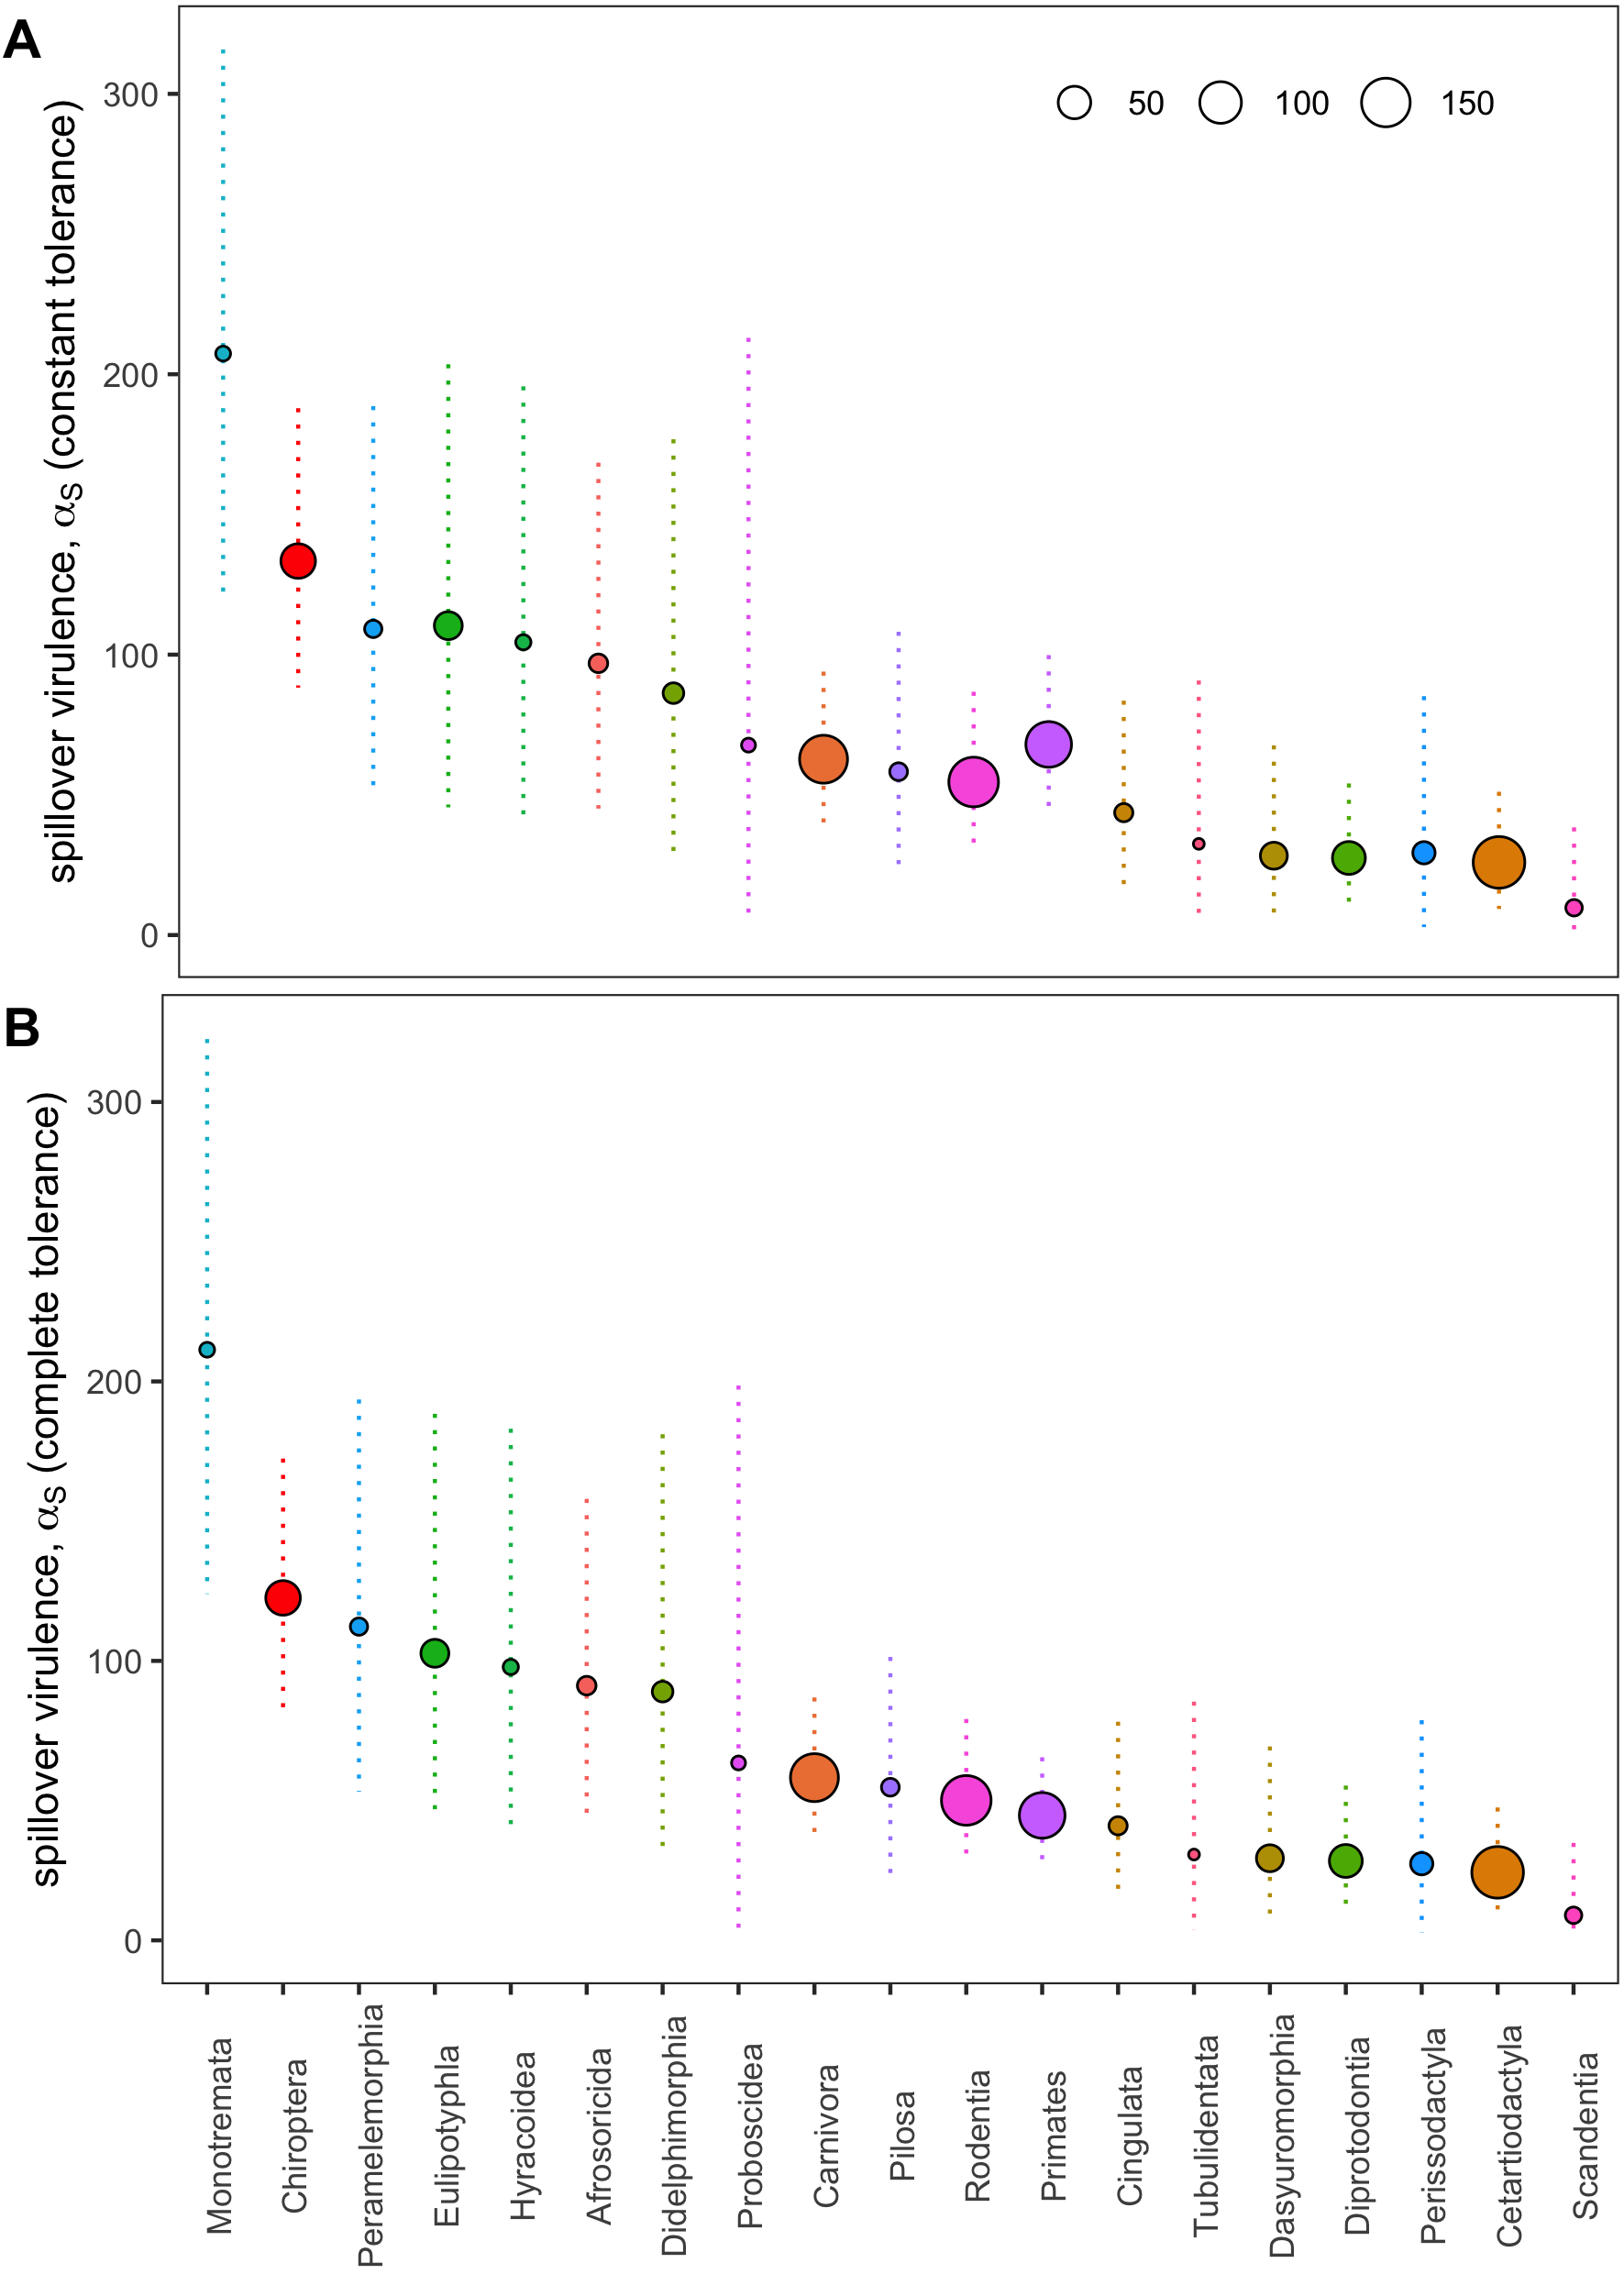 A
spillover virulence, αS (constant tolerance)
300
200
100
0
50 100 150
B
spillover virulence, αS (complete tolerance)
300
200
100
0
Monotremata
Chiroptera
Peramelemorphia
Eulipotyphla
Hyracoidea
Afrosoricida
Didelphimorphia
Proboscidea
Carnivora
Pilosa
Rodentia
Primates
Cingulata
Tubulidentata
Dasyuromorphia
Diprotodontia
Perissodactyla
Cetartiodactyla
Scandentia